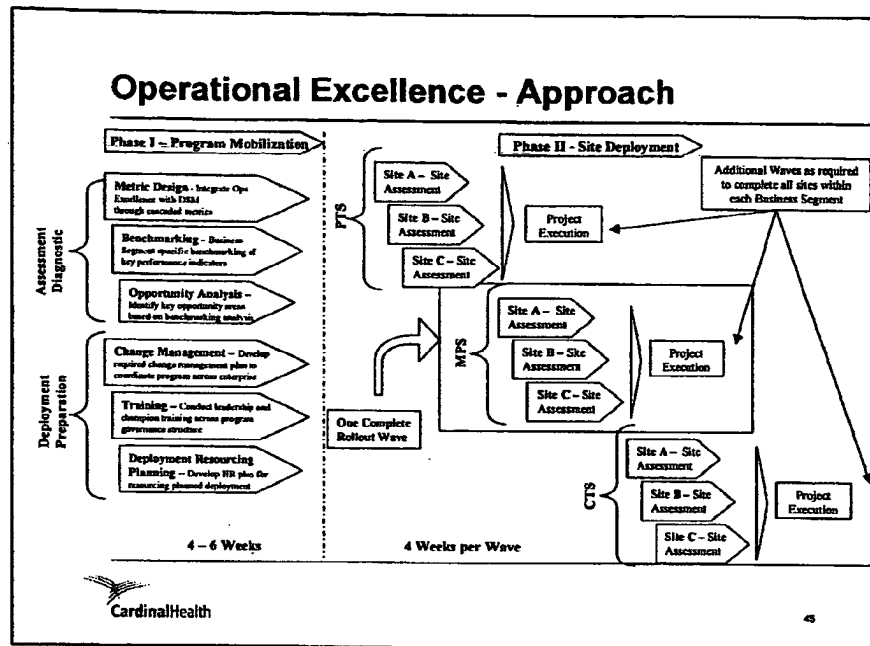 Operational Excellence - Approach
Phase I – Program Mobilization
Phase II - Site Deployment
Assessment
Diagnostic
Metric Design - Integrate Ops
Excellence with DSM
through cascaded metrics
Benchmarking – Business
Segment specific benchmarking of
key performance indicators
Opportunity Analysis –
Identify key opportunity areas
based on benchmarking analysis
Deployment
Preparation
Change Management – Develop
required change management plan to
coordinate program across enterprise
Training – Conduct leadership and
champion training across program
governance structure
Deployment Resourcing
Planning – Develop HR plan for
resourcing planned deployment
4 – 6 Weeks
PTS
Site A – Site
Assessment
Site B – Site
Assessment
Site C – Site
Assessment
Project
Execution
Additional Waves as required
to complete all sites within
each Business Segment
One Complete
Rollout Wave
MPS
Site A – Site
Assessment
Site B – Site
Assessment
Site C – Site
Assessment
Project
Execution
CTS
Site A – Site
Assessment
Site B – Site
Assessment
Site C – Site
Assessment
Project
Execution
4 Weeks per Wave
CardinalHealth
45